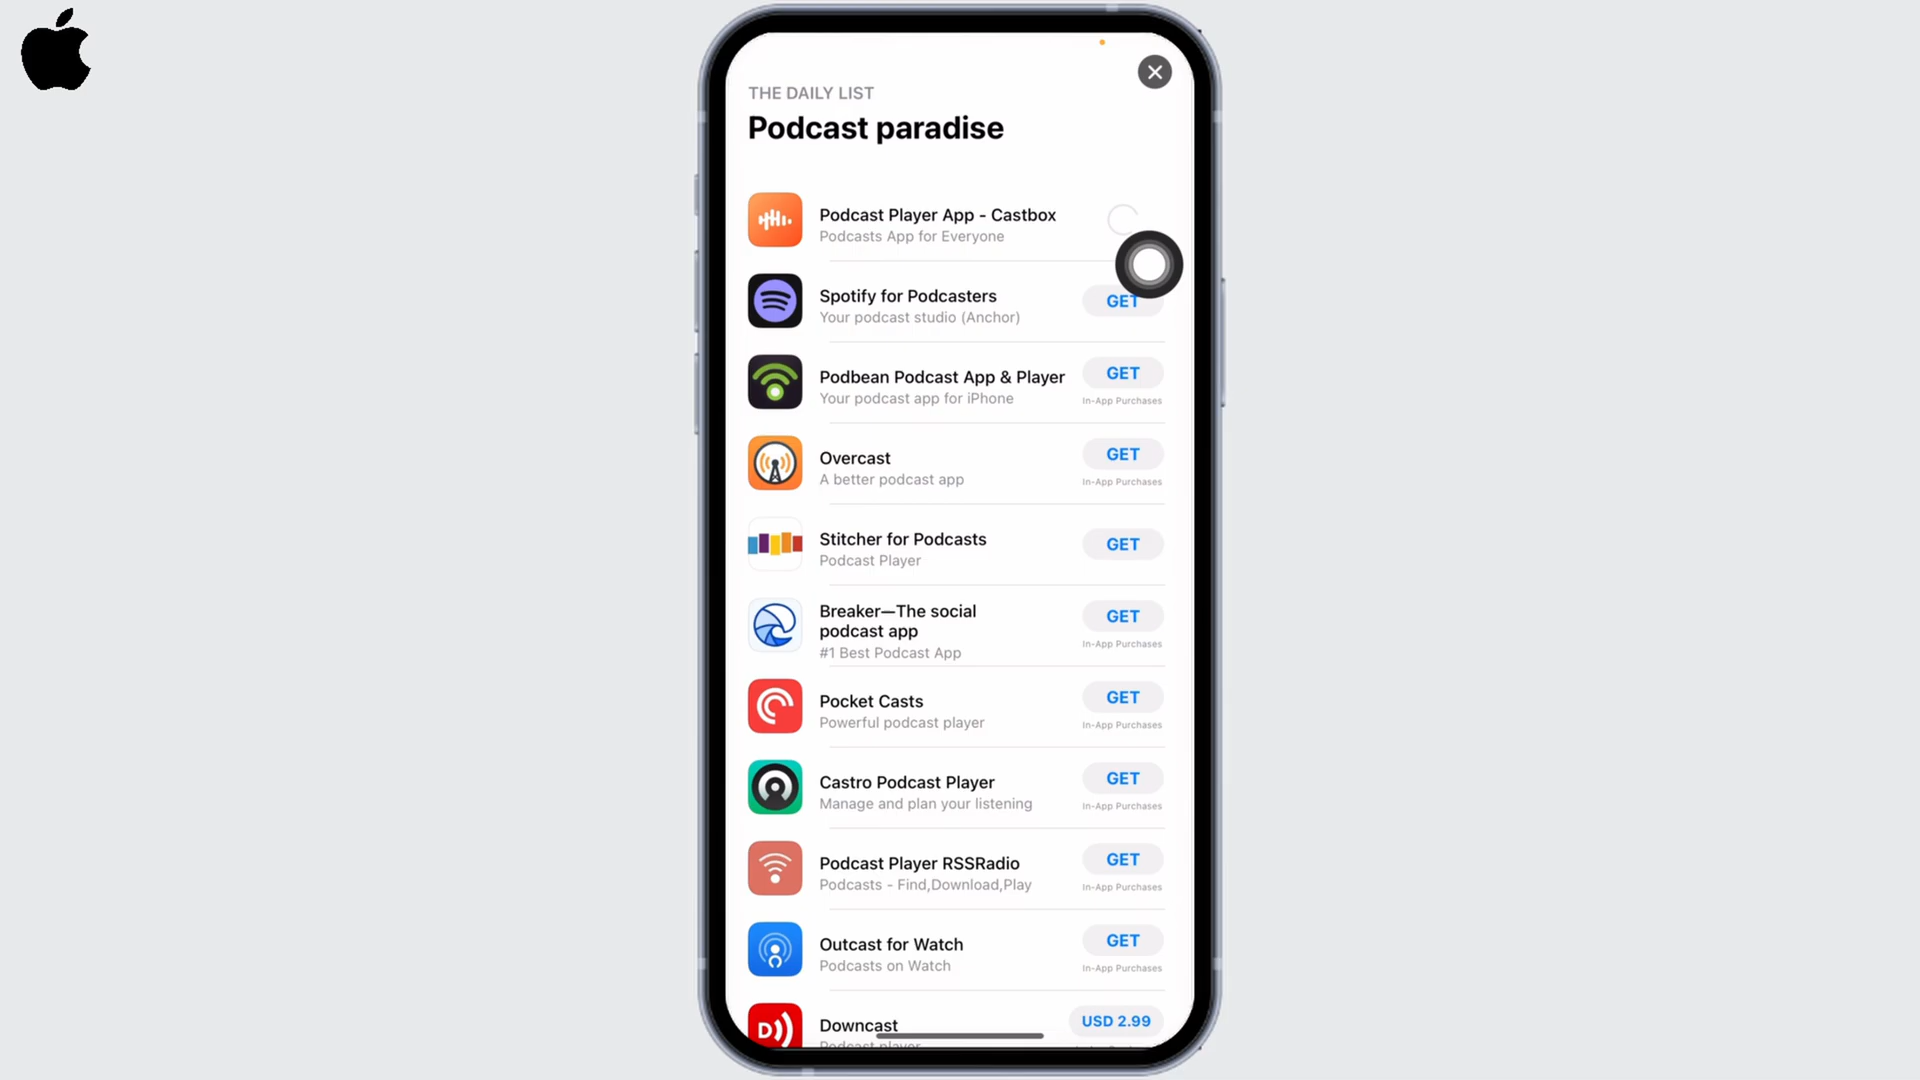 THE DAILY LIST
Podcast paradise
Podcast Player App - Castbox
Podcasts App for Everyone
Spotify for Podcasters
Your podcast studio (Anchor)
GET
Podbean Podcast App & Player
Your podcast app for iPhone
GET
In-App Purchases
Overcast
A better podcast app
GET
In-App Purchases
Stitcher for Podcasts
Podcast Player
GET
Breaker—The social
podcast app
#1 Best Podcast App
GET
In-App Purchases
Pocket Casts
Powerful podcast player
GET
In-App Purchases
Castro Podcast Player
Manage and plan your listening
GET
In-App Purchases
Podcast Player RSSRadio
Podcasts - Find,Download,Play
GET
In-App Purchases
Outcast for Watch
Podcasts on Watch
GET
In-App Purchases
D
Downcast
Podcast player
USD 2.99